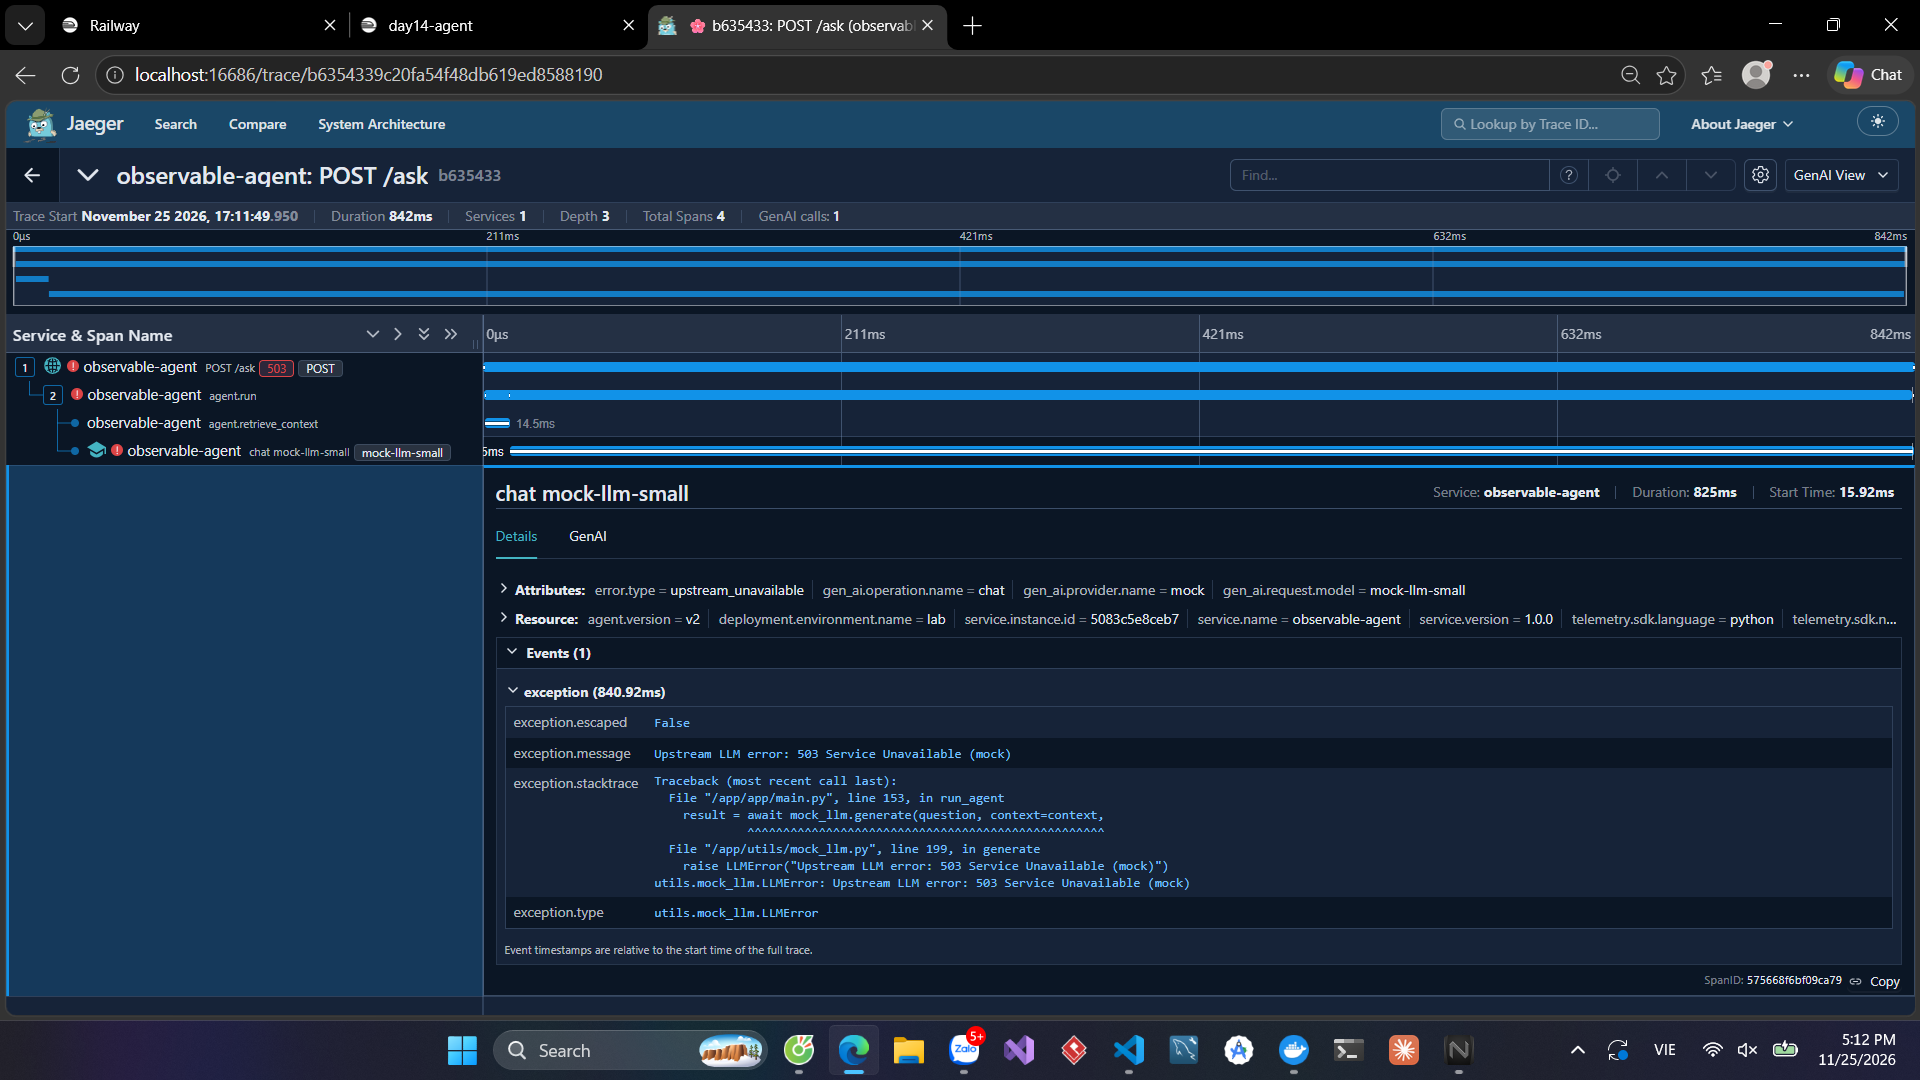 Railway
day14-agent
b635433: POST /ask (observab
localhost:16686/trace/b6354339c20fa54f48db619ed8588190
Chat
Jaeger
Search
Compare
System Architecture
Lookup by Trace ID...
About Jaeger
observable-agent: POST /ask b635433
Find...
GenAI View
Trace Start November 25 2026, 17:11:49.950
Duration 842ms
Services 1
Depth 3
Total Spans 4
GenAI calls: 1
0μs
211ms
421ms
632ms
842ms
Service & Span Name
0μs
211ms
421ms
632ms
842ms
1 observable-agent POST /ask 503 POST
2 observable-agent agent.run
observable-agent agent.retrieve_context
14.5ms
observable-agent chat mock-llm-small mock-llm-small
5ms
chat mock-llm-small
Service: observable-agent
Duration: 825ms
Start Time: 15.92ms
Details
GenAI
Attributes: error.type = upstream_unavailable gen_ai.operation.name = chat gen_ai.provider.name = mock gen_ai.request.model = mock-llm-small
Resource: agent.version = v2 deployment.environment.name = lab service.instance.id = 5083c5e8ceb7 service.name = observable-agent service.version = 1.0.0 telemetry.sdk.language = python telemetry.sdk.n...
Events (1)
exception (840.92ms)
exception.escaped False
exception.message Upstream LLM error: 503 Service Unavailable (mock)
exception.stacktrace Traceback (most recent call last):
File "/app/app/main.py", line 153, in run_agent
result = await mock_llm.generate(question, context=context,
^^^^^^^^^^^^^^^^^^^^^^^^^^^^^^^^^^^^^^^^^^^^^^^^^^
File "/app/utils/mock_llm.py", line 199, in generate
raise LLMError("Upstream LLM error: 503 Service Unavailable (mock)")
utils.mock_llm.LLMError: Upstream LLM error: 503 Service Unavailable (mock)
exception.type utils.mock_llm.LLMError
Event timestamps are relative to the start time of the full trace.
SpanID: 575668f6bf09ca79 Copy
Search
Zalo
5+
VIE
5:12 PM
11/25/2026